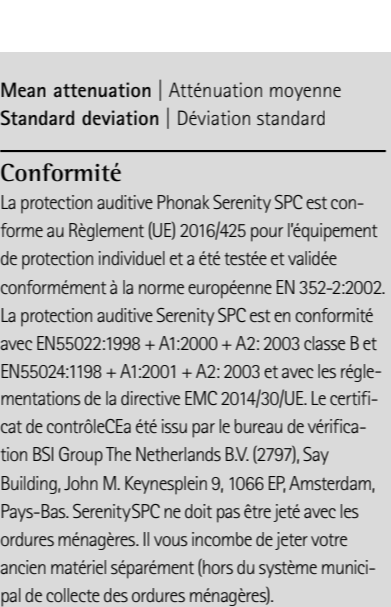 Mean attenuation | Atténuation moyenne
Standard deviation | Déviation standard
Conformité
La protection auditive Phonak Serenity SPC est con-
forme au Règlement (UE) 2016/425 pour l'équipement
de protection individuel et a été testée et validée
conformément à la norme européenne EN 352-2:2002.
La protection auditive Serenity SPC est en conformité
avec EN55022:1998 + A1:2000 + A2: 2003 classe B et
EN55024:1198 + A1:2001 + A2: 2003 et avec les régle-
mentations de la directive EMC 2014/30/UE. Le certifi-
cat de contrôleCEa été issu par le bureau de vérifica-
tion BSI Group The Netherlands B.V. (2797), Say
Building, John M. Keynesplein 9, 1066 EP, Amsterdam,
Pays-Bas. SerenitySPC ne doit pas être jeté avec les
ordures ménagères. Il vous incombe de jeter votre
ancien matériel séparément (hors du système munici-
pal de collecte des ordures ménagères).